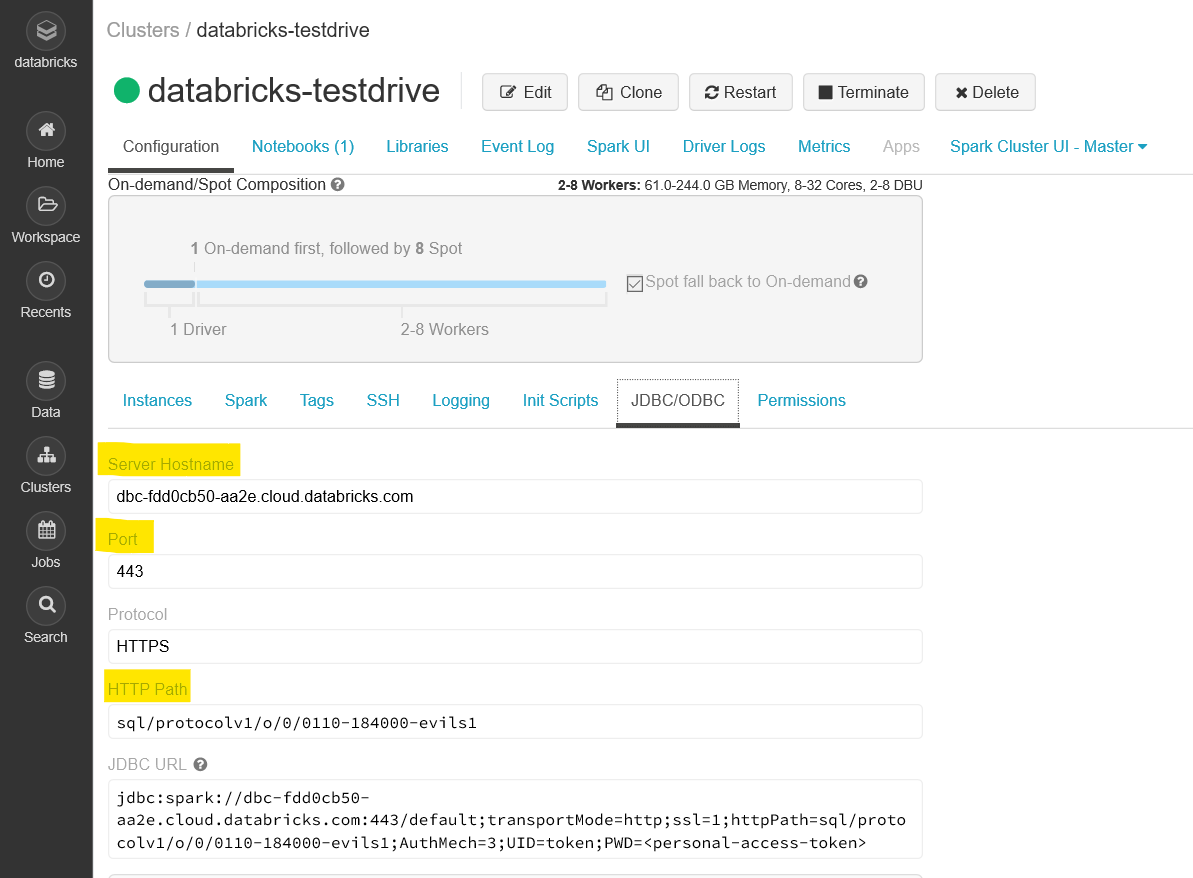 databricks
Home
Workspace
Recents
Data
Clusters
Jobs
Search
Clusters / databricks-testdrive
databricks-testdrive
Edit Clone Restart Terminate Delete
Configuration Notebooks (1) Libraries Event Log Spark UI Driver Logs Metrics Apps Spark Cluster UI - Master
On-demand/Spot Composition 2-8 Workers: 61.0-244.0 GB Memory, 8-32 Cores, 2-8 DBU
1 On-demand first, followed by 8 Spot
Spot fall back to On-demand
1 Driver 2-8 Workers
Instances Spark Tags SSH Logging Init Scripts JDBC/ODBC Permissions
Server Hostname
dbc-fdd0cb50-aa2e.cloud.databricks.com
Port
443
Protocol
HTTPS
HTTP Path
sql/protocolv1/o/0/0110-184000-evils1
JDBC URL
jdbc:spark://dbc-fdd0cb50-
aa2e.cloud.databricks.com:443/default;transportMode=http;ssl=1;httpPath=sql/proto
colv1/o/0/0110-184000-evils1;AuthMech=3;UID=token;PWD=<personal-access-token>